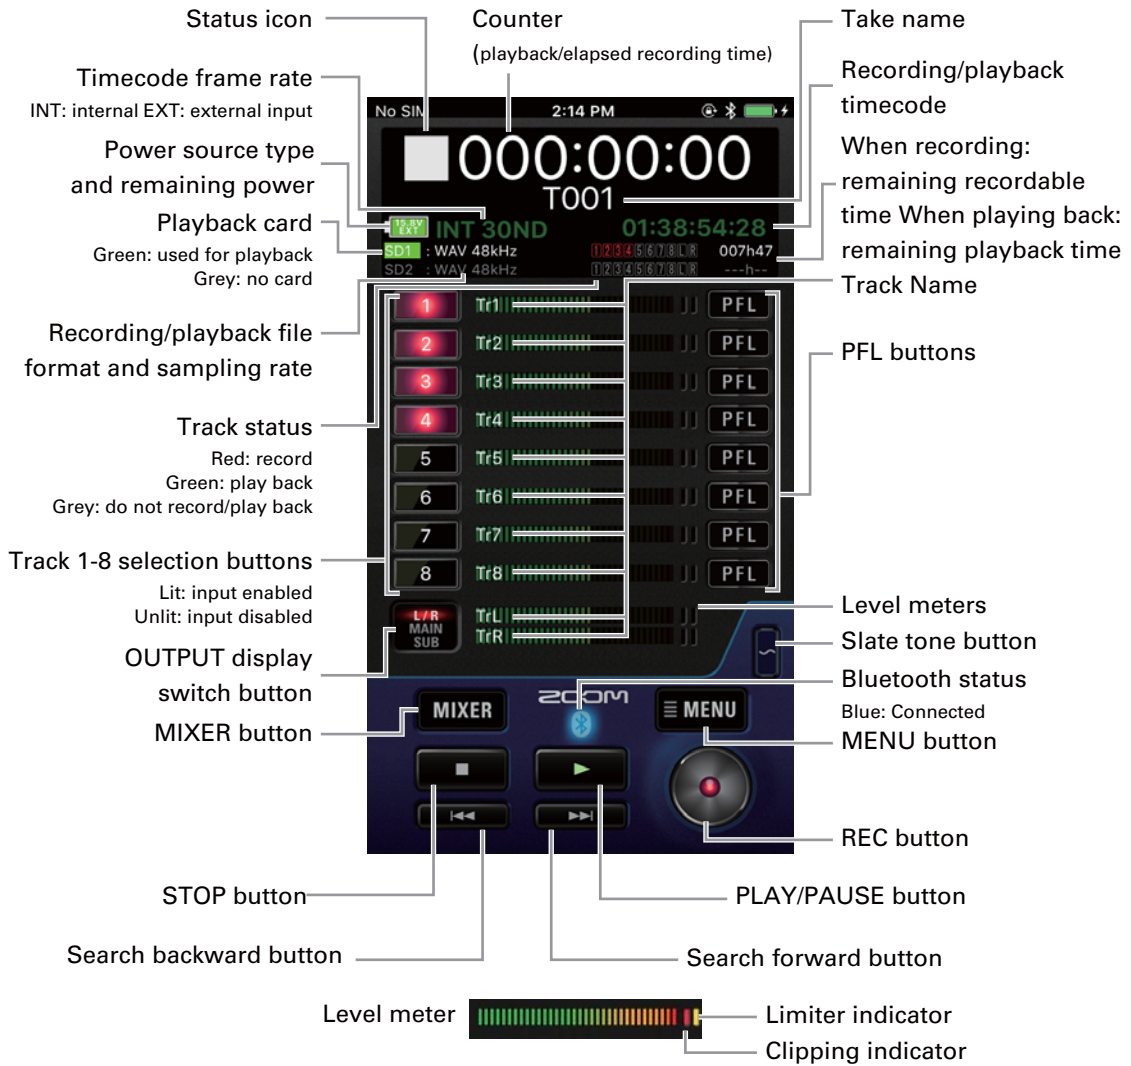 Status icon
Counter
(playback/elapsed recording time)
Take name
Timecode frame rate
INT: internal EXT: external input
Recording/playback
timecode
Power source type
and remaining power
When recording:
remaining recordable
time When playing back:
remaining playback time
Playback card
Green: used for playback
Grey: no card
Track Name
Recording/playback file
format and sampling rate
PFL buttons
Track status
Red: record
Green: play back
Grey: do not record/play back
Track 1-8 selection buttons
Lit: input enabled
Unlit: input disabled
Level meters
Slate tone button
OUTPUT display
switch button
Bluetooth status
Blue: Connected
MIXER button
MENU button
REC button
STOP button
PLAY/PAUSE button
Search backward button
Search forward button
Level meter
Limiter indicator
Clipping indicator
No SIM
2:14 PM
000:00:00
T001
15.8V
EXT
INT 30ND
01:38:54:28
SD1 : WAV 48kHz
12345678LR
007h47
SD2 : WAV 48kHz
12345678LR
---h--
1 Tr1 PFL
2 Tr2 PFL
3 Tr3 PFL
4 Tr4 PFL
5 Tr5 PFL
6 Tr6 PFL
7 Tr7 PFL
8 Tr8 PFL
L/R
MAIN
SUB
TrL
TrR
MIXER
ZOOM
MENU